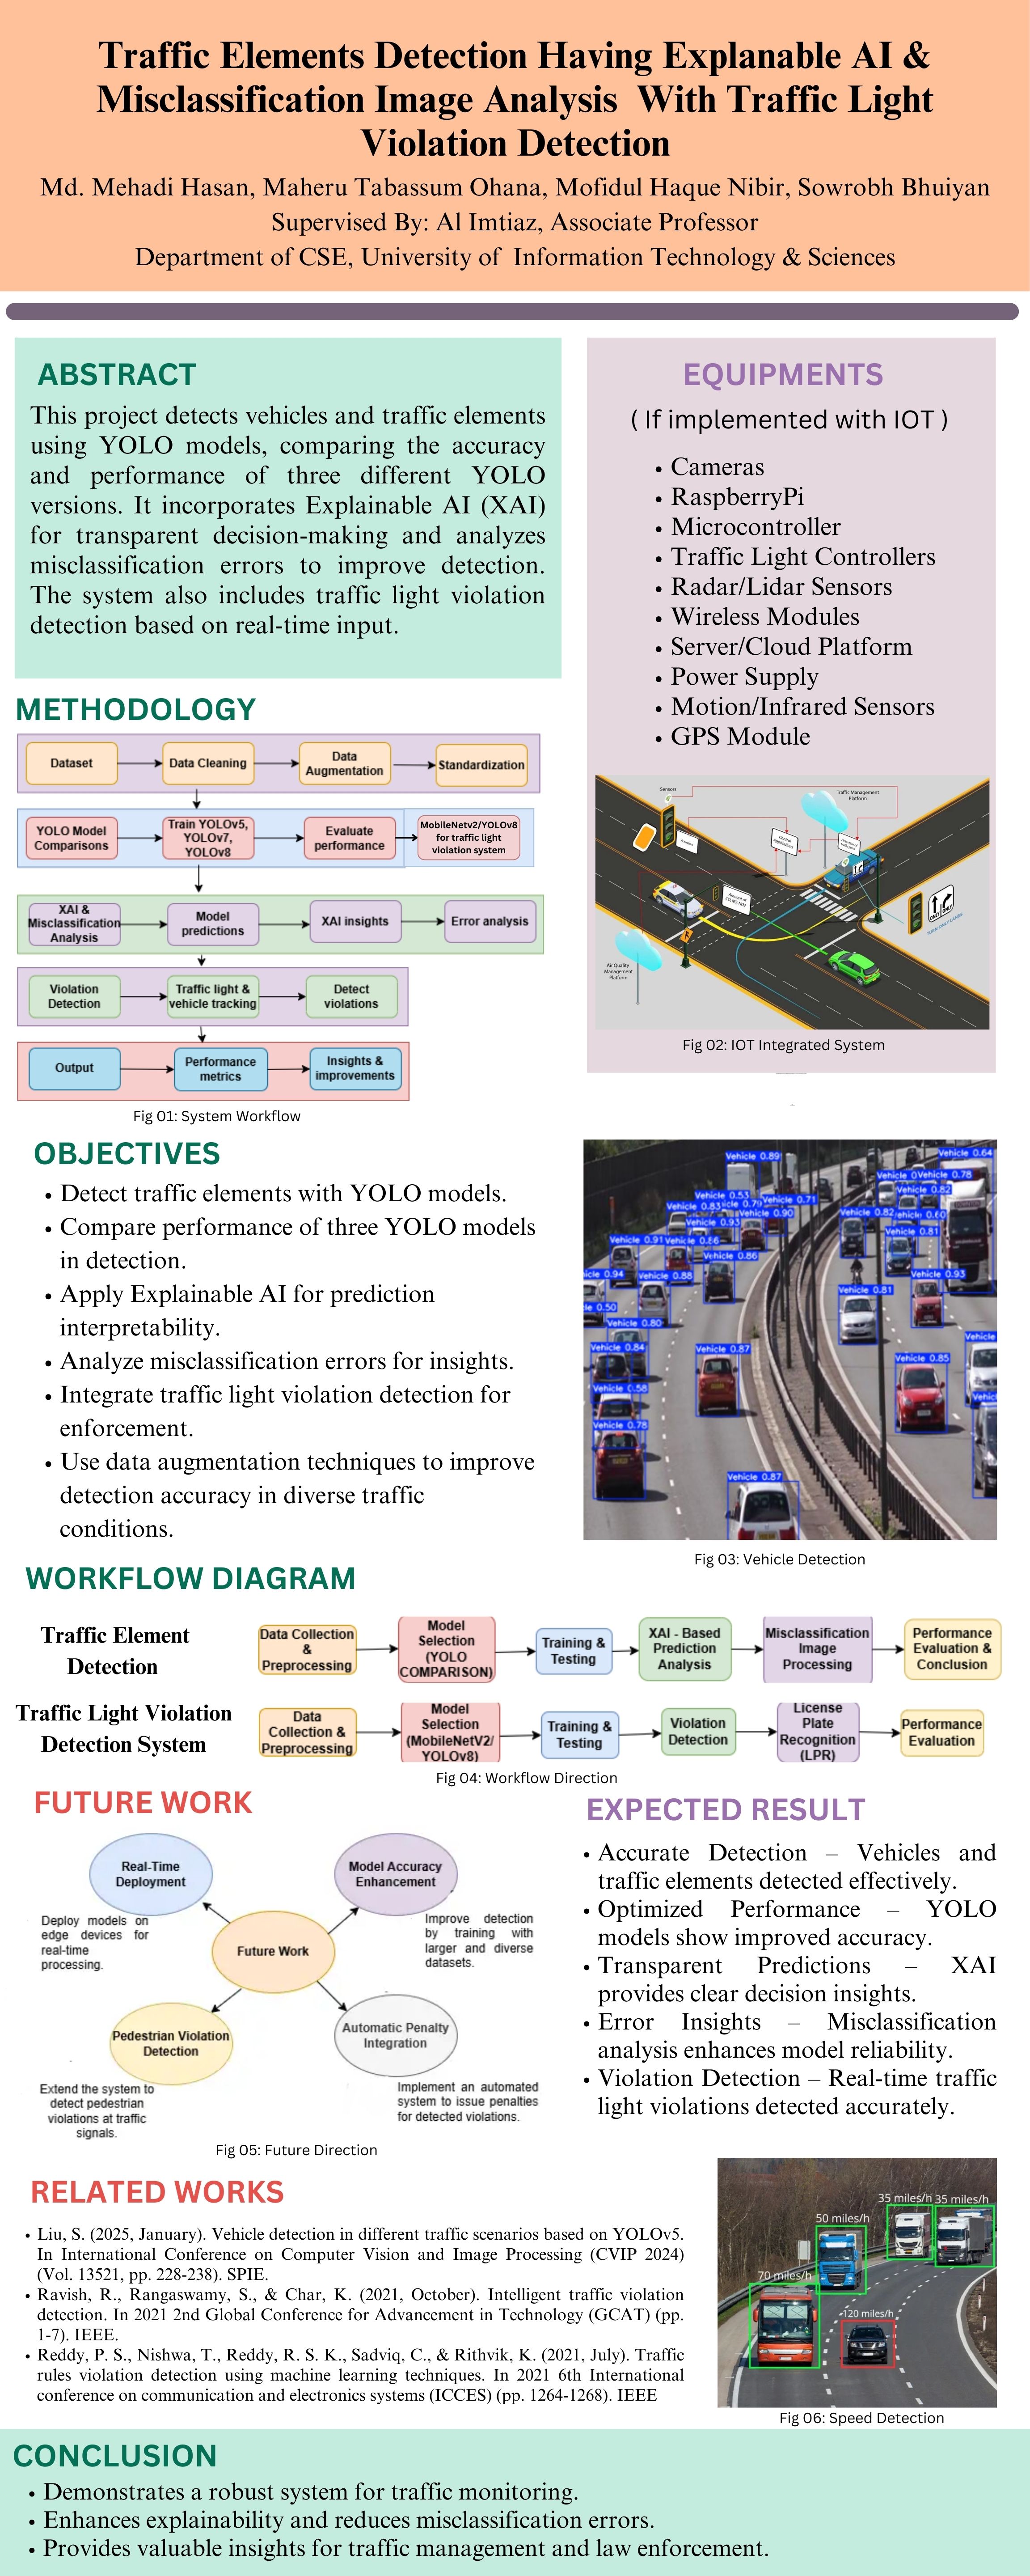 Traffic Elements Detection Having Explanable AI &
Misclassification Image Analysis With Traffic Light
Violation Detection
Md. Mehadi Hasan, Maheru Tabassum Ohana, Mofidul Haque Nibir, Sowrobh Bhuiyan
Supervised By: Al Imtiaz, Associate Professor
Department of CSE, University of Information Technology & Sciences
ABSTRACT
This project detects vehicles and traffic elements
using YOLO models, comparing the accuracy
and performance of three different YOLO
versions. It incorporates Explainable AI (XAI)
for transparent decision-making and analyzes
misclassification errors to improve detection.
The system also includes traffic light violation
detection based on real-time input.
EQUIPMENTS
( If implemented with IOT )
• Cameras
• RaspberryPi
• Microcontroller
• Traffic Light Controllers
• Radar/Lidar Sensors
• Wireless Modules
• Server/Cloud Platform
• Power Supply
• Motion/Infrared Sensors
• GPS Module
Sensors
Traffic Management
Platform
Air Quality
Management
Platform
TURN ONLY LANES
ONLY ONLY
Fig 02: IOT Integrated System
METHODOLOGY
Dataset
Data Cleaning
Data
Augmentation
Standardization
YOLO Model
Comparisons
Train YOLOv5,
YOLOv7,
YOLOv8
Evaluate
performance
MobileNetv2/YOLOv8
for traffic light
violation system
XAI &
Misclassification
Analysis
Model
predictions
XAI insights
Error analysis
Violation
Detection
Traffic light &
vehicle tracking
Detect
violations
Output
Performance
metrics
Insights &
improvements
Fig 01: System Workflow
OBJECTIVES
• Detect traffic elements with YOLO models.
• Compare performance of three YOLO models
in detection.
• Apply Explainable AI for prediction
interpretability.
• Analyze misclassification errors for insights.
• Integrate traffic light violation detection for
enforcement.
• Use data augmentation techniques to improve
detection accuracy in diverse traffic
conditions.
Vehicle 0.89
Vehicle 0.64
Vehicle 0.78
Vehicle 0.82
Vehicle 0.53
Vehicle 0.71
Vehicle 0.90
Vehicle 0.93
Vehicle 0.82
Vehicle 0.81
Vehicle 0.91
Vehicle 0.86
Vehicle 0.94
Vehicle 0.88
Vehicle 0.93
Vehicle 0.81
0.50
Vehicle 0.80
Vehicle 0.84
Vehicle 0.87
Vehicle
Vehicle 0.85
Vehicle 0.58
Vehicle 0.78
Vehicle 0.87
Fig 03: Vehicle Detection
WORKFLOW DIAGRAM
Traffic Element
Detection
Data Collection
&
Preprocessing
Model
Selection
(YOLO
COMPARISON)
Training &
Testing
XAI - Based
Prediction
Analysis
Misclassification
Image
Processing
Performance
Evaluation &
Conclusion
Traffic Light Violation
Detection System
Data
Collection &
Preprocessing
Model
Selection
(MobileNetV2/
YOLOv8)
Training &
Testing
Violation
Detection
License
Plate
Recognition
(LPR)
Performance
Evaluation
Fig 04: Workflow Direction
FUTURE WORK
Real-Time
Deployment
Model Accuracy
Enhancement
Deploy models on
edge devices for
real-time
processing.
Future Work
Improve detection
by training with
larger and diverse
datasets.
Pedestrian Violation
Detection
Automatic Penalty
Integration
Extend the system to
detect pedestrian
violations at traffic
signals.
Implement an automated
system to issue penalties
for detected violations.
Fig 05: Future Direction
EXPECTED RESULT
• Accurate Detection – Vehicles and
traffic elements detected effectively.
• Optimized Performance – YOLO
models show improved accuracy.
• Transparent Predictions – XAI
provides clear decision insights.
• Error Insights – Misclassification
analysis enhances model reliability.
• Violation Detection – Real-time traffic
light violations detected accurately.
RELATED WORKS
• Liu, S. (2025, January). Vehicle detection in different traffic scenarios based on YOLOv5.
In International Conference on Computer Vision and Image Processing (CVIP 2024)
(Vol. 13521, pp. 228-238). SPIE.
• Ravish, R., Rangaswamy, S., & Char, K. (2021, October). Intelligent traffic violation
detection. In 2021 2nd Global Conference for Advancement in Technology (GCAT) (pp.
1-7). IEEE.
• Reddy, P. S., Nishwa, T., Reddy, R. S. K., Sadviq, C., & Rithvik, K. (2021, July). Traffic
rules violation detection using machine learning techniques. In 2021 6th International
conference on communication and electronics systems (ICCES) (pp. 1264-1268). IEEE
35 miles/h 35 miles/h
50 miles/h
70 miles/h
120 miles/h
Fig 06: Speed Detection
CONCLUSION
• Demonstrates a robust system for traffic monitoring.
• Enhances explainability and reduces misclassification errors.
• Provides valuable insights for traffic management and law enforcement.